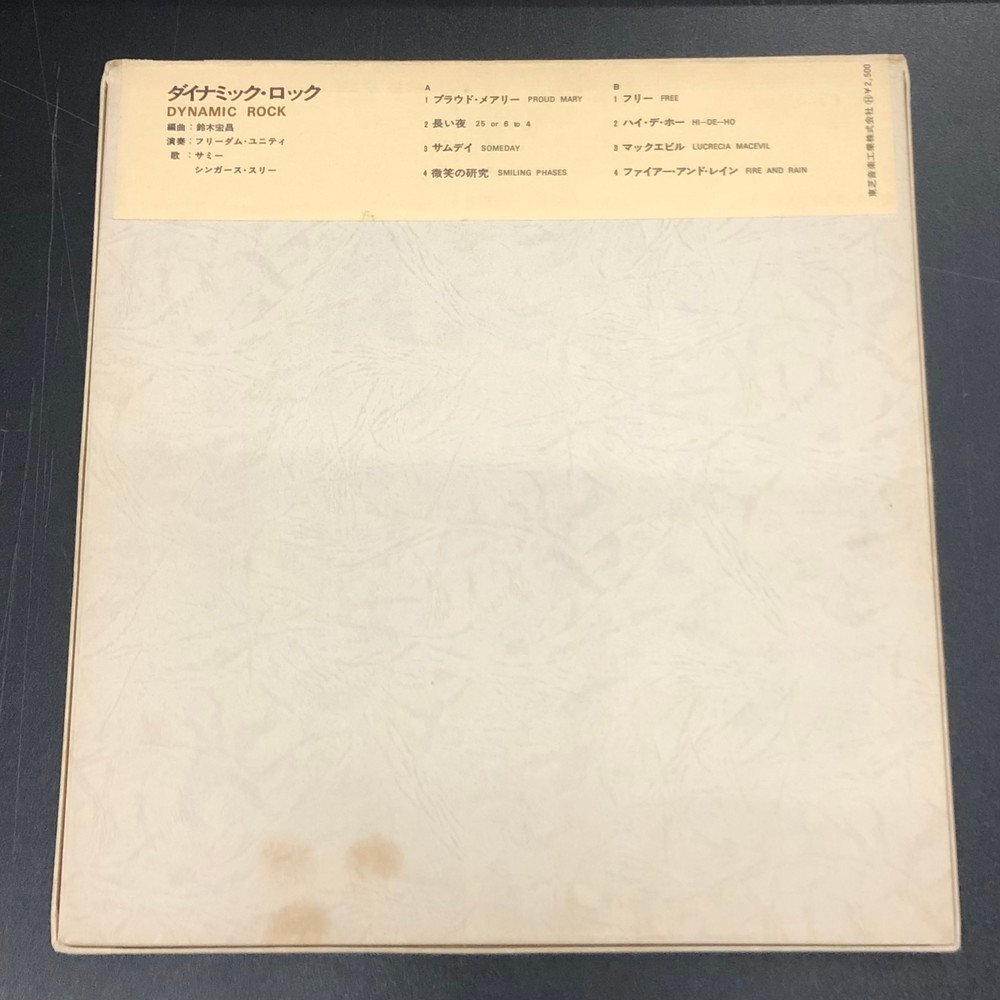 ダイナミック・ロック
DYNAMIC ROCK
編曲：鈴木宏昌
演奏：フリーダム・ユニティ
歌：サミー
シンガース・スリー
A
1 プラウド・メアリー PROUD MARY
2 長い夜 25 or 6 to 4
3 サムデイ SOMEDAY
4 微笑の研究 SMILING PHASES
B
1 フリー FREE
2 ハイ・デ・ホー HI-DE-HO
3 マックエビル LUCRECIA MACEVIL
4 ファイアー・アンド・レイン FIRE AND RAIN
東芝音楽工業株式会社 Ⓗ¥2,500